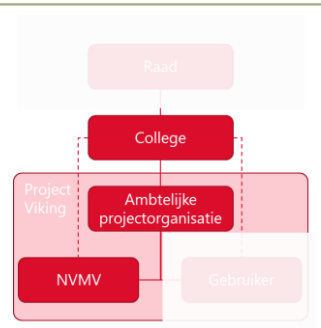 Raad
College
Project
Viking
Ambtelijke
projectorganisatie
NVMV
Gebruiker